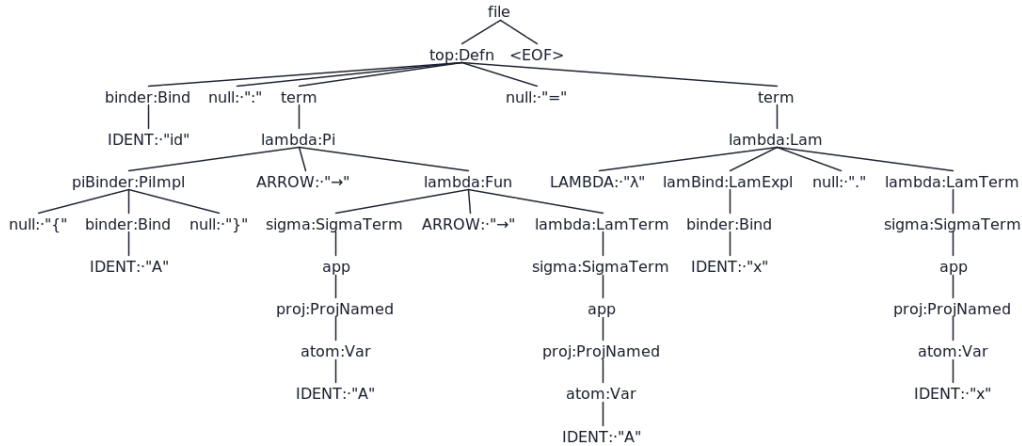 file
top:Defn <EOF>
binder:Bind null:·":" term null:·"=" term
IDENT:·"id" lambda:Pi lambda:Lam
piBinder:PiImpl ARROW:·"→" lambda:Fun LAMBDA:·"λ" lamBind:LamExpl null:·"." lambda:LamTerm
null:·"{" binder:Bind null:·"}" sigma:SigmaTerm ARROW:·"→" lambda:LamTerm binder:Bind sigma:SigmaTerm
IDENT:·"A" app sigma:SigmaTerm IDENT:·"x" app
proj:ProjNamed app proj:ProjNamed
atom:Var proj:ProjNamed atom:Var
IDENT:·"A" atom:Var IDENT:·"x"
IDENT:·"A"